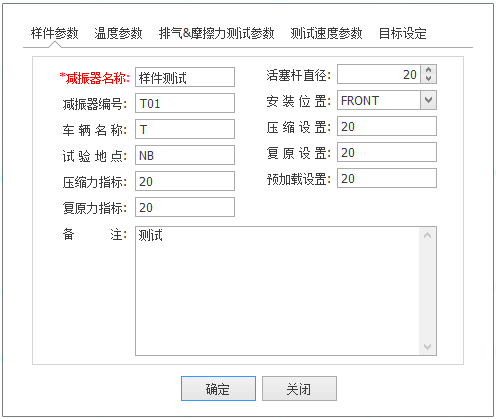 样件参数 温度参数 排气&摩擦力测试参数 测试速度参数 目标设定
*减振器名称: 样件测试 活塞杆直径: 20
减振器编号: T01 安 装 位 置: FRONT
车 辆 名 称: T 压 缩 设 置: 20
试 验 地 点: NB 复 原 设 置: 20
压缩力指标: 20 预加载设置: 20
复原力指标: 20
备 注: 测试
确定 关闭